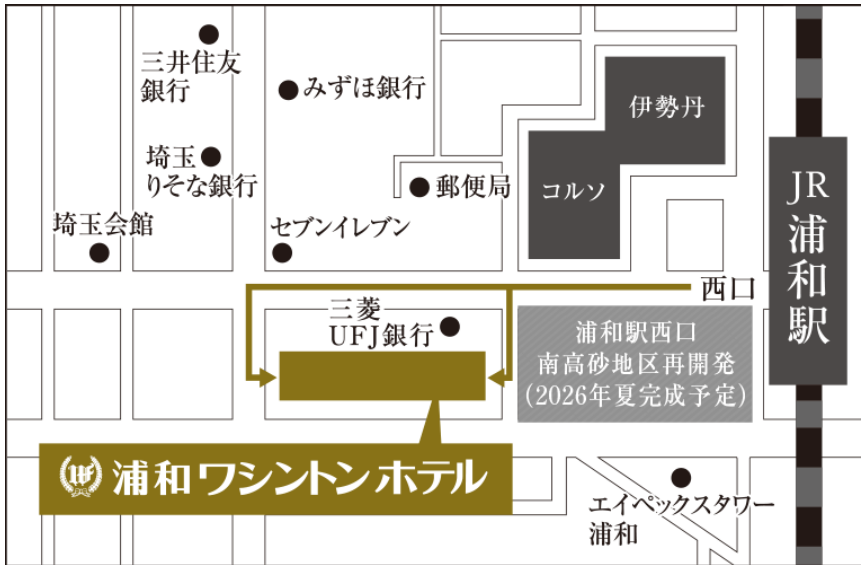 三井住友
銀行
みずほ銀行
伊勢丹
埼玉
りそな銀行
郵便局
コルソ
JR浦和駅
埼玉会館
セブンイレブン
西口
三菱
UFJ銀行
浦和駅西口
南高砂地区再開発
(2026年夏完成予定)
浦和ワシントンホテル
エイペックスタワー
浦和